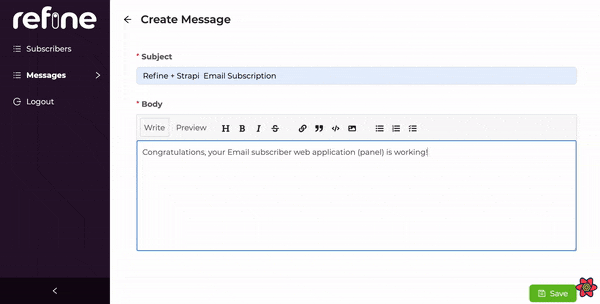 refine
Subscribers
Messages
Logout
Create Message
* Subject
Refine + Strapi Email Subscription
* Body
Write Preview H B I S
Congratulations, your Email subscriber web application (panel) is working!
Save